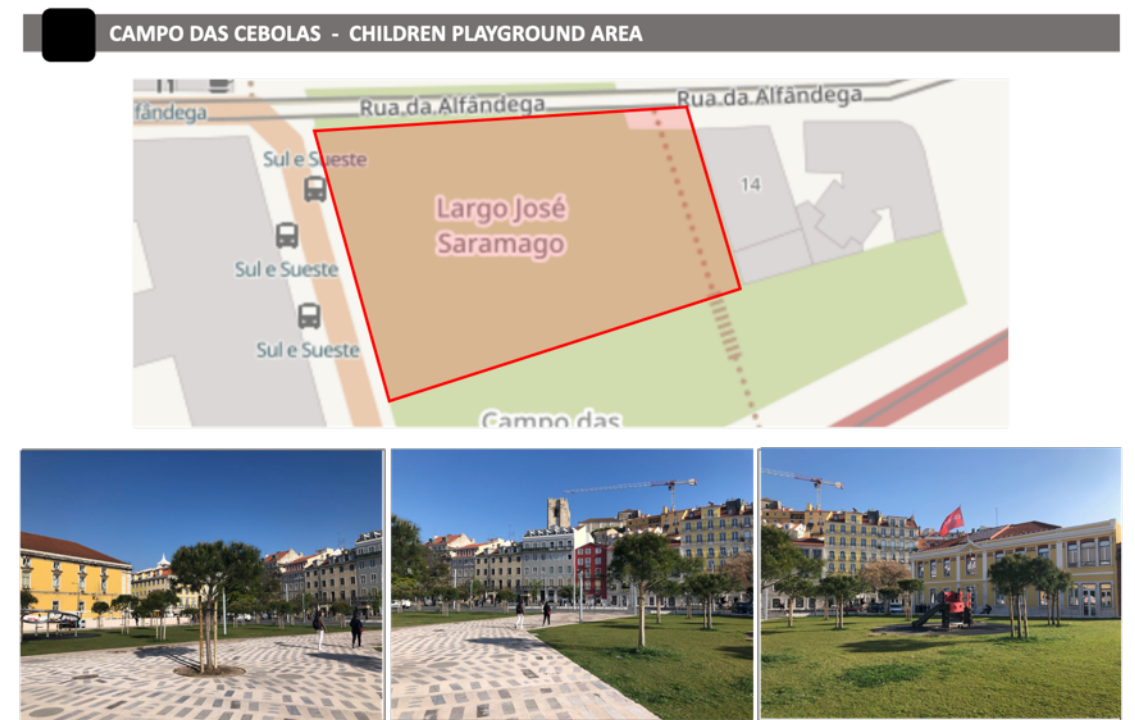 CAMPO DAS CEBOLAS - CHILDREN PLAYGROUND AREA
Rua da Alfândega
Rua da Alfândega
fândega
Sul e Sueste
14
Largo José
Saramago
Sul e Sueste
Sul e Sueste
Campo das